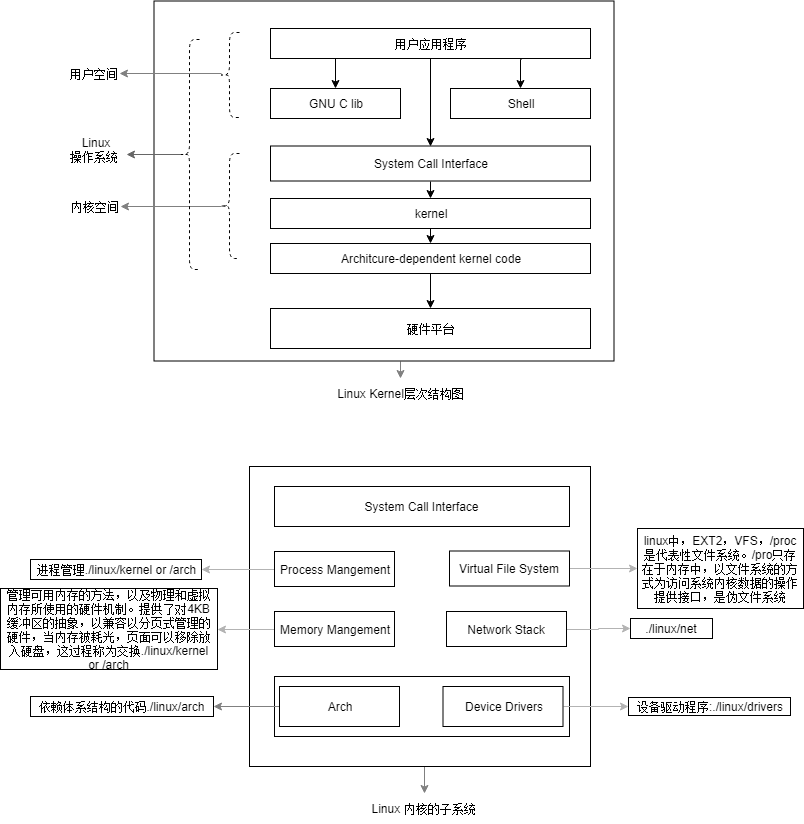 用户应用程序
用户空间
GNU C lib
Shell
Linux
操作系统
System Call Interface
内核空间
kernel
Architcure-dependent kernel code
硬件平台
Linux Kernel层次结构图
System Call Interface
进程管理./linux/kernel or /arch
Process Mangement
Virtual File System
linux中，EXT2，VFS，/proc
是代表性文件系统。/pro只存
在于内存中，以文件系统的方
式为访问系统内核数据的操作
提供接口，是伪文件系统
管理可用内存的方法，以及物理和虚拟
内存所使用的硬件机制。提供了对4KB
缓冲区的抽象，以兼容以分页式管理的
硬件，当内存被耗光，页面可以移除放
入硬盘，这过程称为交换./linux/kernel
or /arch
Memory Mangement
Network Stack
./linux/net
依赖体系结构的代码./linux/arch
Arch
Device Drivers
设备驱动程序:./linux/drivers
Linux 内核的子系统